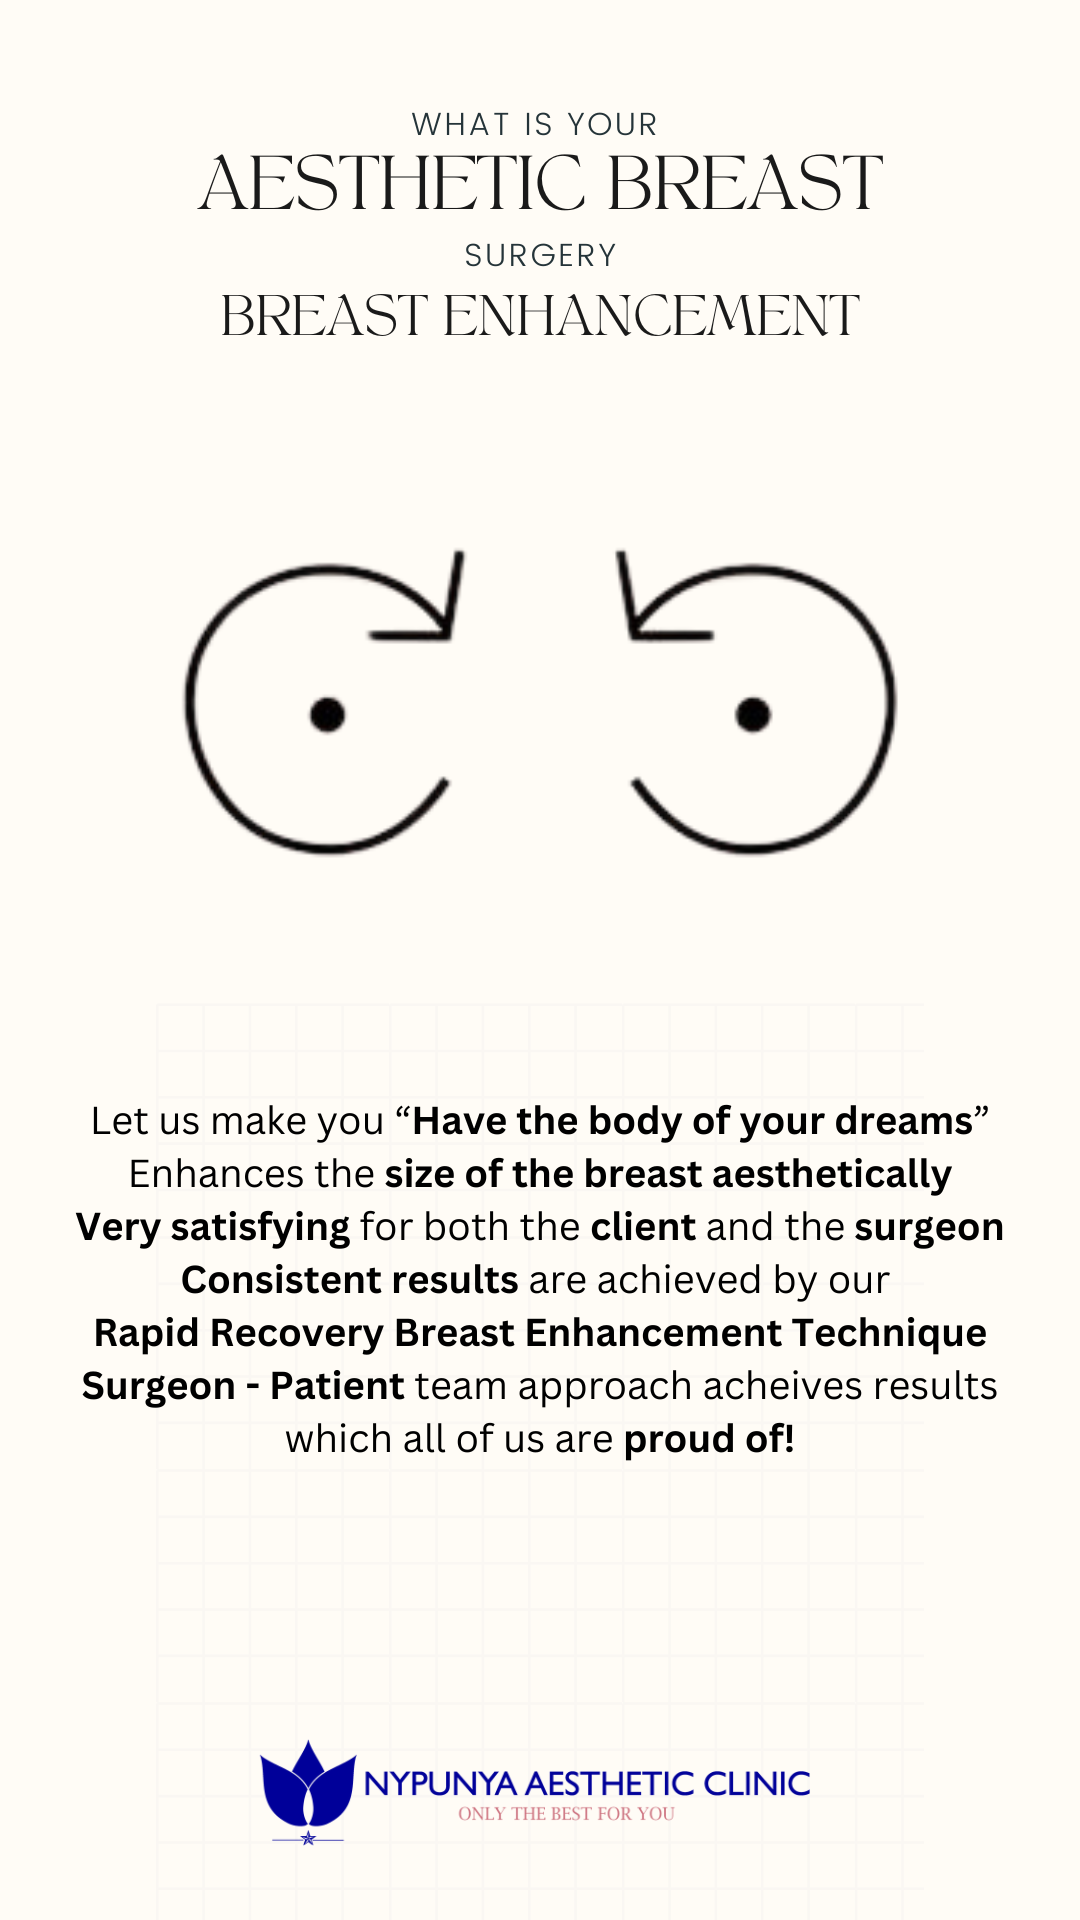 WHAT IS YOUR
AESTHETIC BREAST
SURGERY
BREAST ENHANCEMENT
Let us make you “Have the body of your dreams”
Enhances the size of the breast aesthetically
Very satisfying for both the client and the surgeon
Consistent results are achieved by our
Rapid Recovery Breast Enhancement Technique
Surgeon - Patient team approach acheives results
which all of us are proud of!
NYPUNYA AESTHETIC CLINIC
ONLY THE BEST FOR YOU